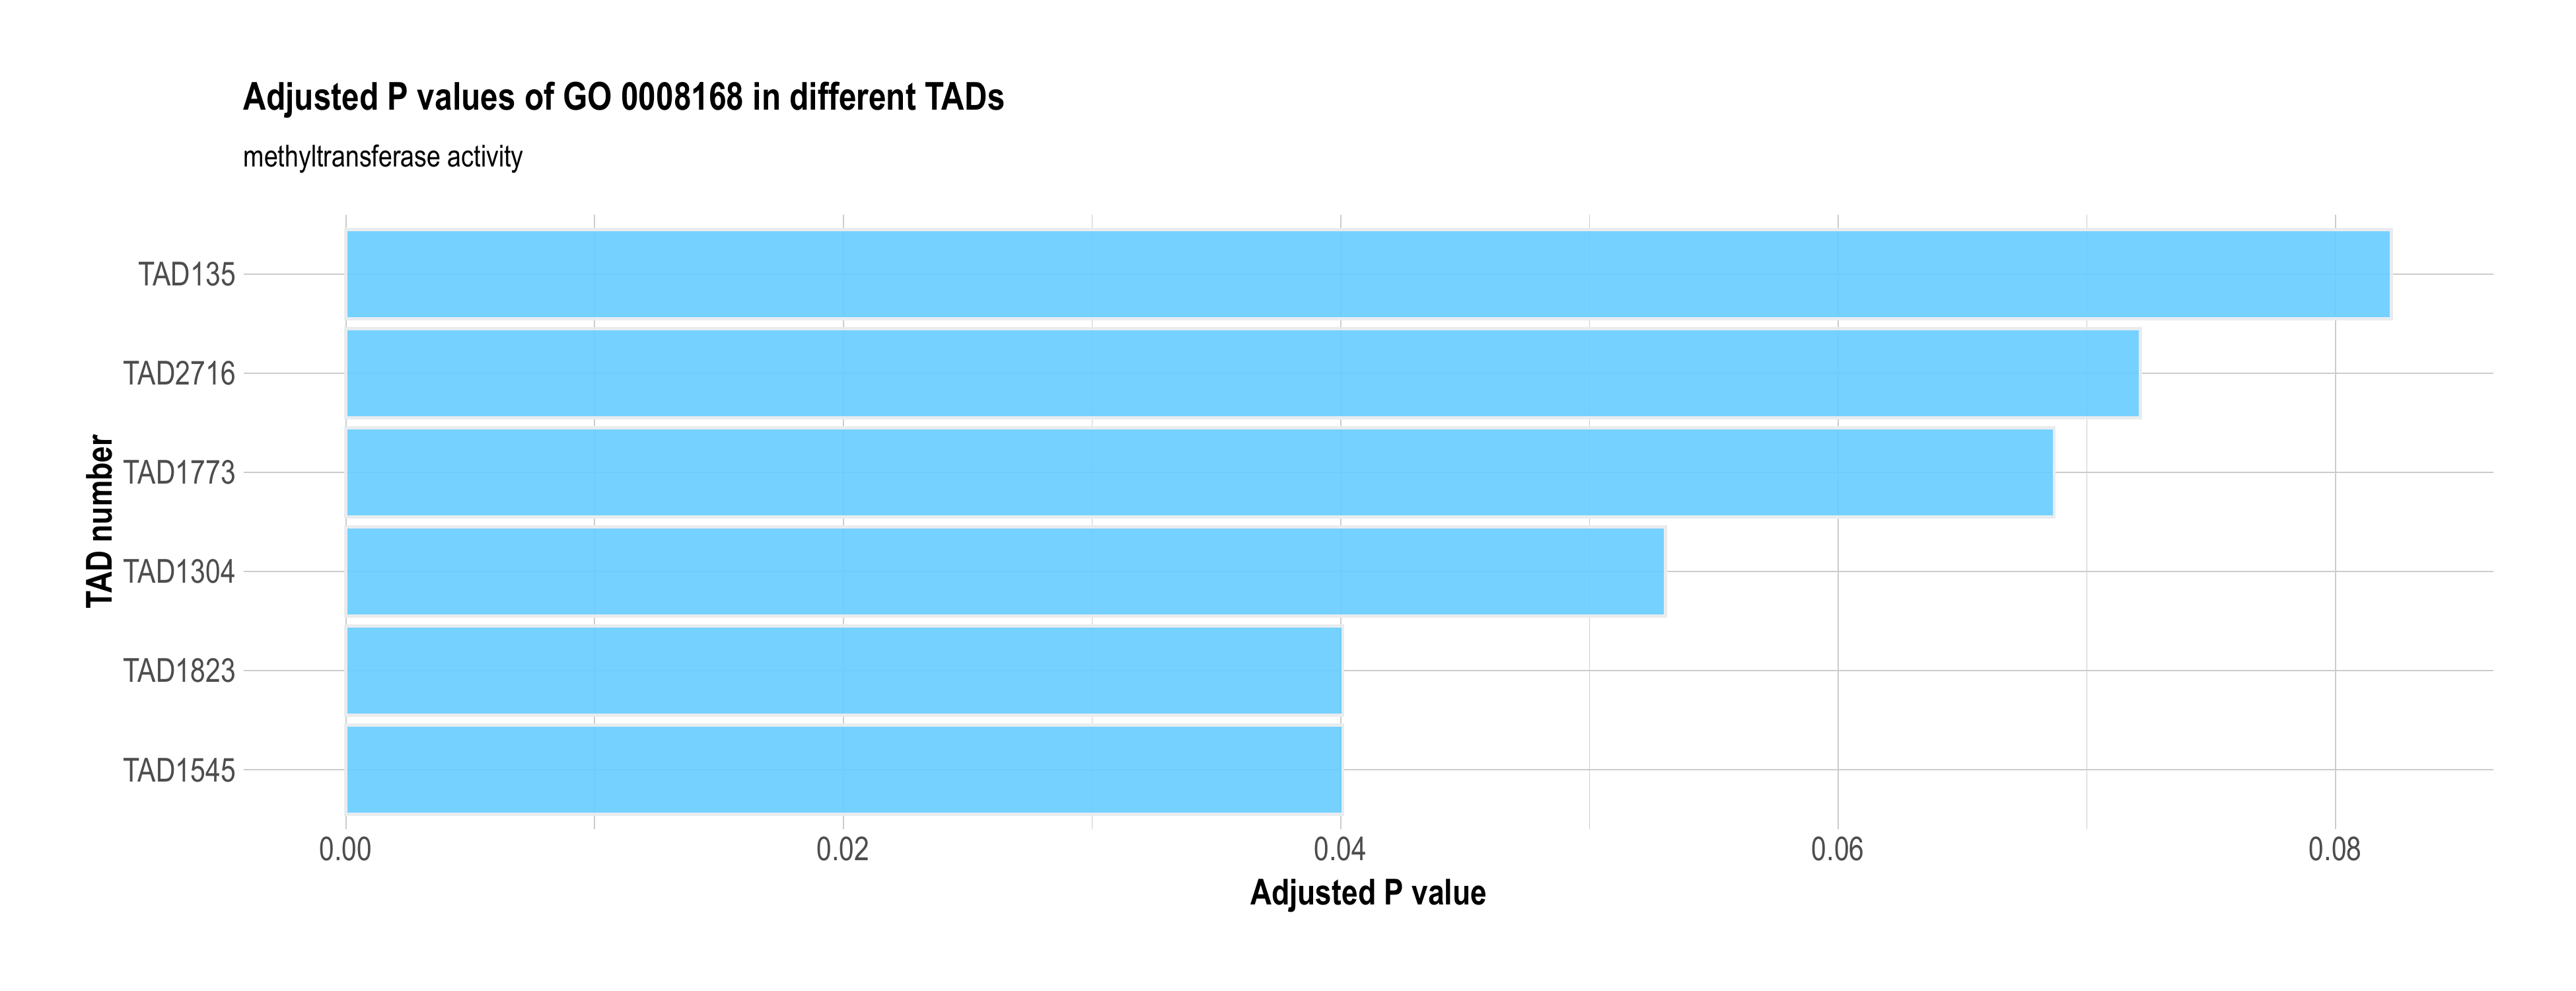 Adjusted P values of GO 0008168 in different TADs
methyltransferase activity
TAD number
TAD135
TAD2716
TAD1773
TAD1304
TAD1823
TAD1545
0.00 0.02 0.04 0.06 0.08
Adjusted P value